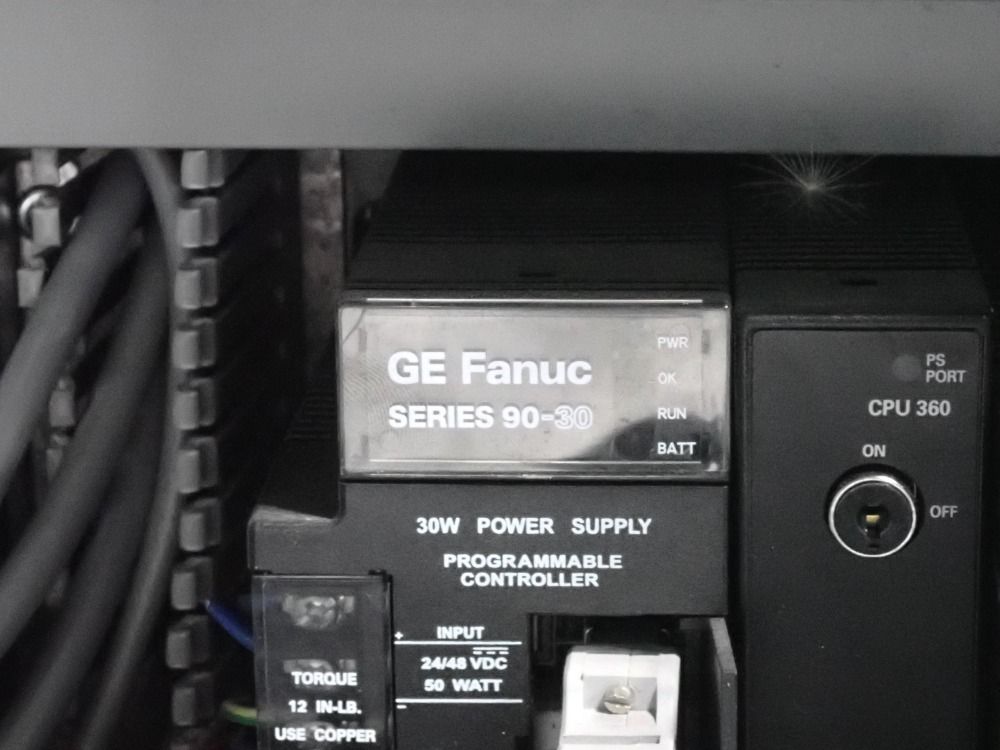 GE Fanuc
SERIES 90-30
PWR
OK
RUN
BATT
30W POWER SUPPLY
PROGRAMMABLE
CONTROLLER
+ INPUT
24/48 VDC
50 WATT
-
TORQUE
12 IN-LB.
USE COPPER
PS
PORT
CPU 360
ON
OFF